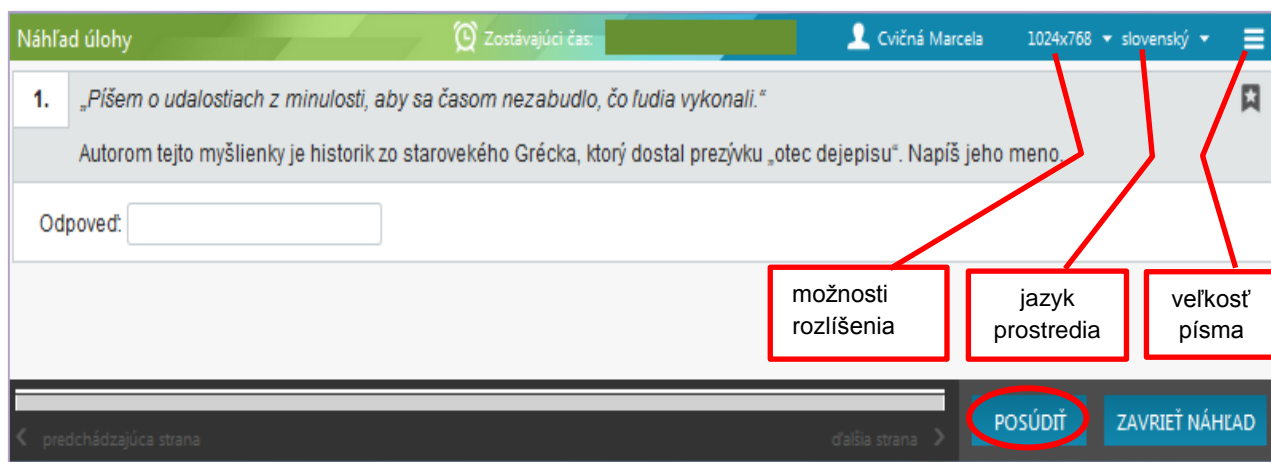 Náhľad úlohy Zostávajúci čas: Cvičná Marcela 1024x768 slovenský
1. „Píšem o udalostiach z minulosti, aby sa časom nezabudlo, čo ľudia vykonali.“
Autorom tejto myšlienky je historik zo starovekého Grécka, ktorý dostal prezývku „otec dejepisu“. Napíš jeho meno.
Odpoveď:
možnosti
rozlíšenia
jazyk
prostredia
veľkosť
písma
predchádzajúca strana
ďalšia strana
POSÚDIŤ
ZAVRIEŤ NÁHĽAD